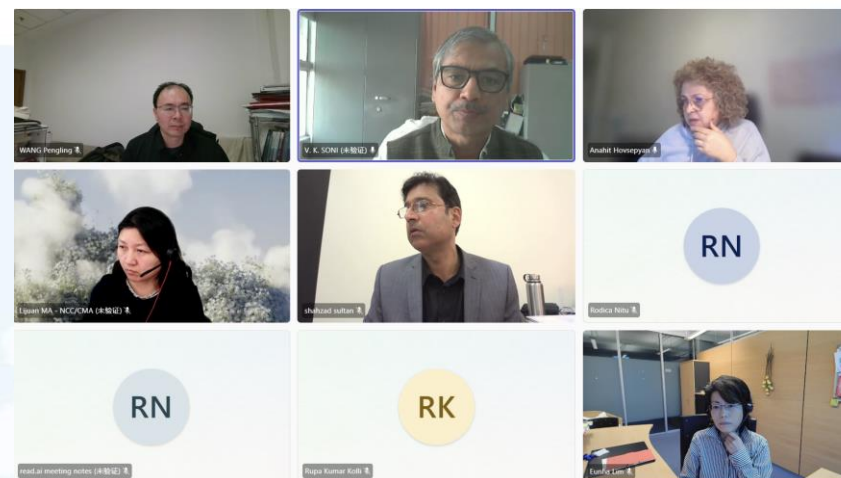 WANG Pengling
V. K. SONI (未验证)
Anahit Hovsepyan
Lijuan MA - NCC/CMA (未验证)
shahzad sultan
RN
Rodica Nitu
RN
read.ai meeting notes (未验证)
RK
Rupa Kumar Kolli
Eunha Lim